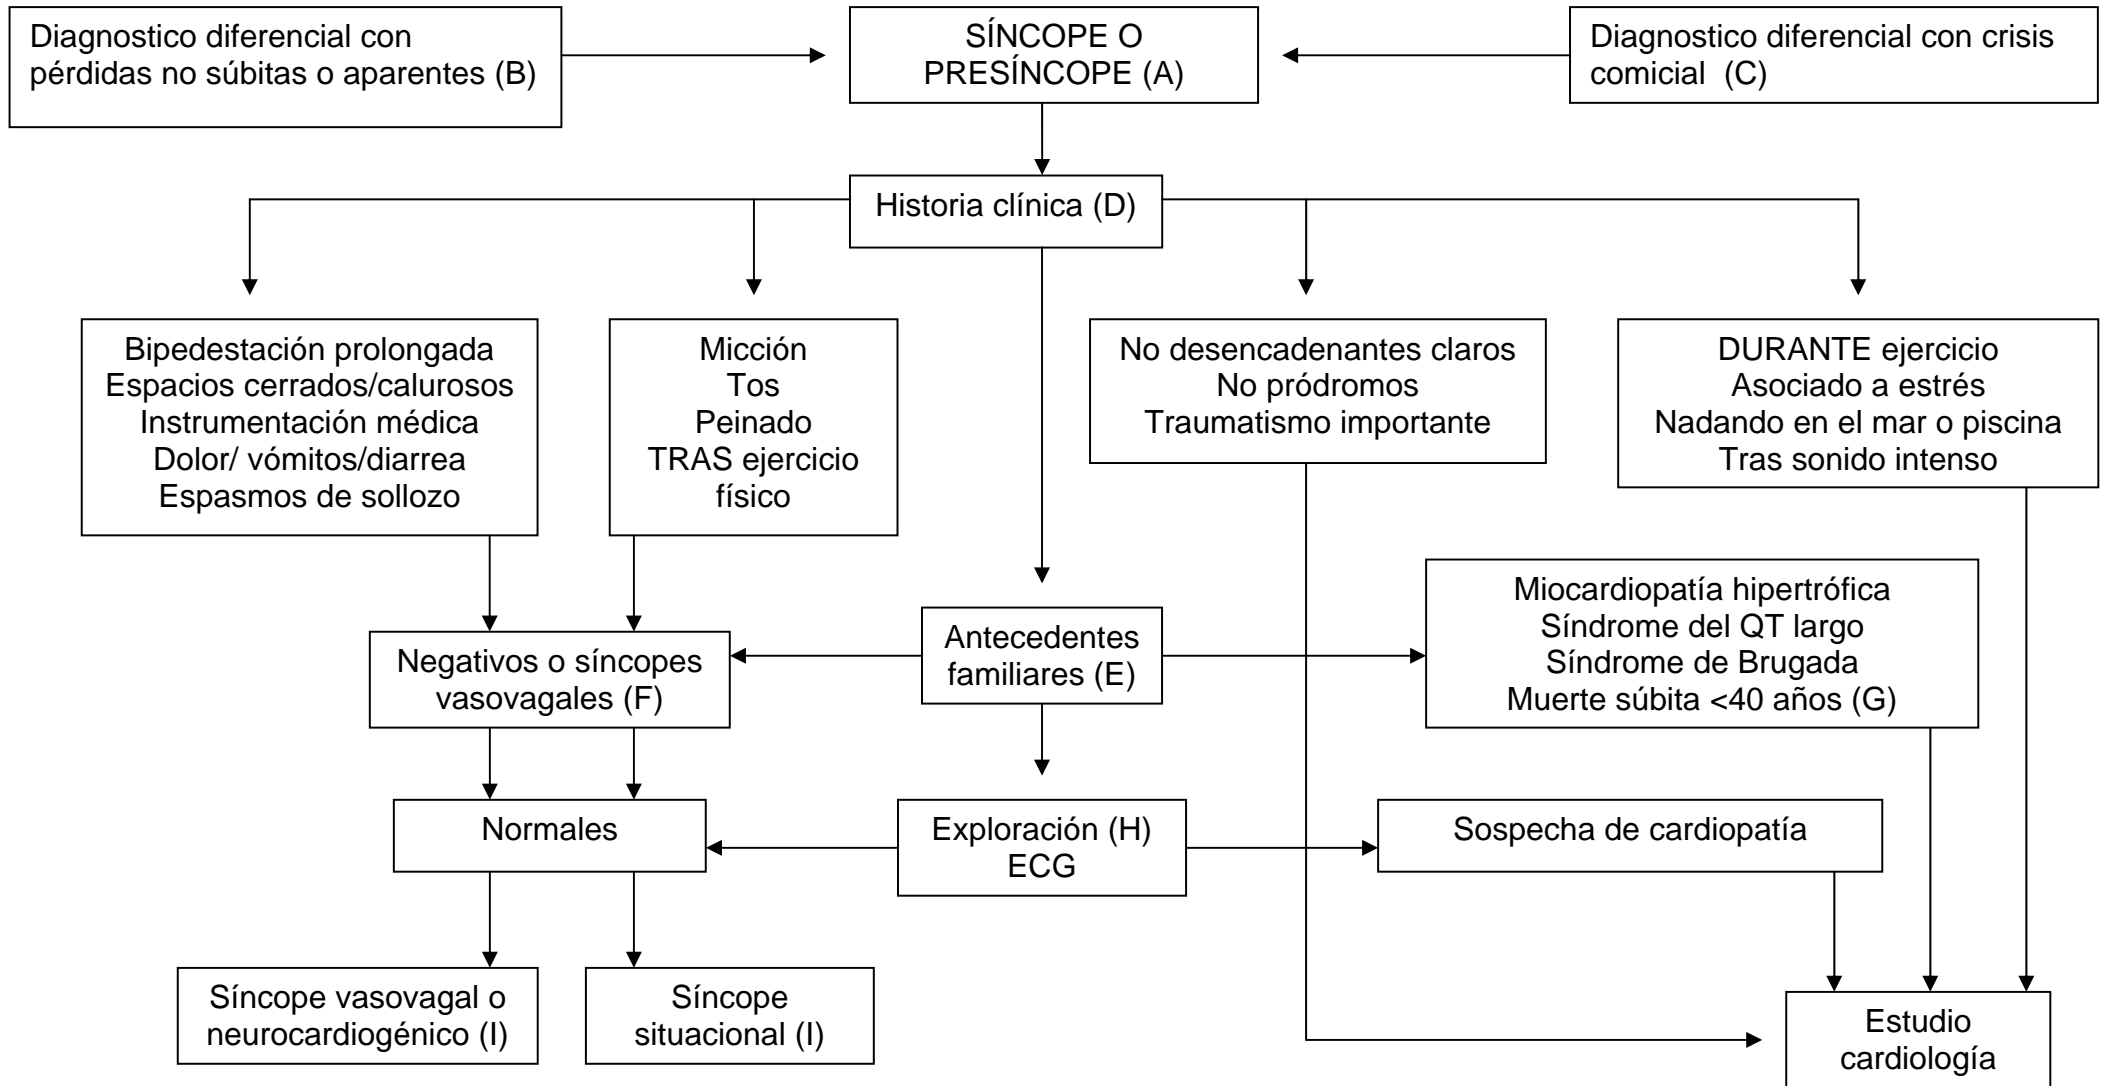 Diagnostico diferencial con
pérdidas no súbitas o aparentes (B)
SÍNCOPE O
PRESÍNCOPE (A)
Diagnostico diferencial con crisis
comicial (C)
Historia clínica (D)
Bipedestación prolongada
Espacios cerrados/calurosos
Instrumentación médica
Dolor/ vómitos/diarrea
Espasmos de sollozo
Micción
Tos
Peinado
TRAS ejercicio
físico
No desencadenantes claros
No pródromos
Traumatismo importante
DURANTE ejercicio
Asociado a estrés
Nadando en el mar o piscina
Tras sonido intenso
Negativos o síncopes
vasovagales (F)
Antecedentes
familiares (E)
Miocardiopatía hipertrófica
Síndrome del QT largo
Síndrome de Brugada
Muerte súbita <40 años (G)
Normales
Exploración (H)
ECG
Sospecha de cardiopatía
Síncope vasovagal o
neurocardiogénico (I)
Síncope
situacional (I)
Estudio
cardiología